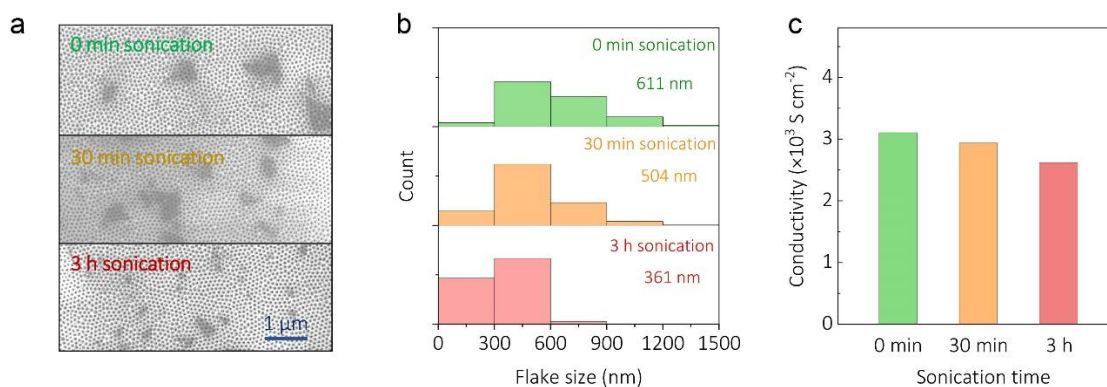 a
0 min sonication
30 min sonication
3 h sonication
1 μm
b
0 min sonication
611 nm
30 min sonication
504 nm
3 h sonication
361 nm
Count
0 300 600 900 1200 1500
Flake size (nm)
c
Conductivity (×10³ S cm⁻²)
4
3
2
1
0
0 min 30 min 3 h
Sonication time